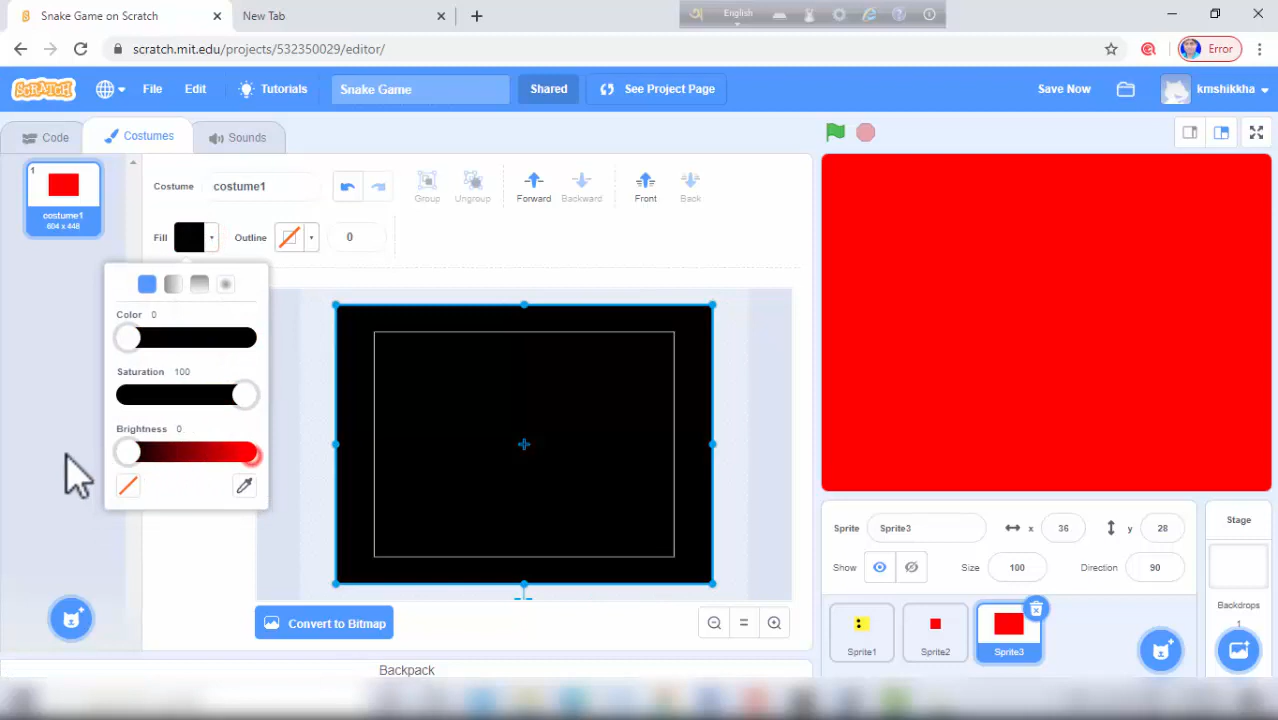 Snake Game on Scratch
New Tab
English
scratch.mit.edu/projects/532350029/editor/
Error
SCRATCH
File
Edit
Tutorials
Snake Game
Shared
See Project Page
Save Now
kmshikkha
Code
Costumes
Sounds
1
costume1
604 x 448
Costume
costume1
Group
Ungroup
Forward
Backward
Front
Back
Fill
Outline
0
Color 0
Saturation 100
Brightness 0
Convert to Bitmap
Backpack
Sprite
Sprite3
x
36
y
28
Show
Size
100
Direction
90
Sprite1
Sprite2
Sprite3
Stage
Backdrops
1